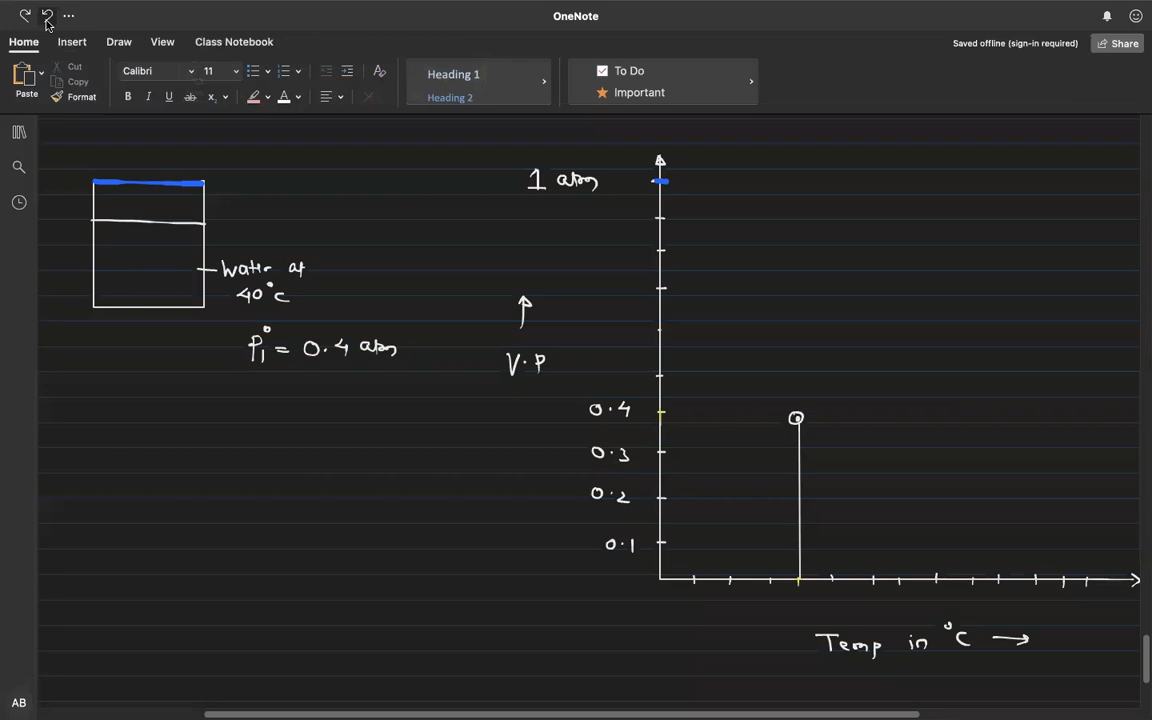 OneNote
Home Insert Draw View Class Notebook
Saved offline (sign-in required) Share
Paste
Cut
Copy
Format
Calibri 11
B I U ab x₂ A
Heading 1
Heading 2
To Do
Important
1 atm
Water at
40°C
P₁° = 0.4 atm
V.P
0.4
0.3
0.2
0.1
Temp in °C →
AB